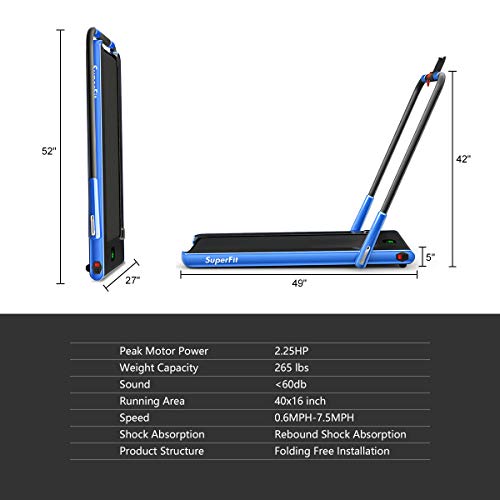 52"
SuperFit
27"
42"
5"
SuperFit
49"
Peak Motor Power 2.25HP
Weight Capacity 265 lbs
Sound <60db
Running Area 40x16 inch
Speed 0.6MPH-7.5MPH
Shock Absorption Rebound Shock Absorption
Product Structure Folding Free Installation